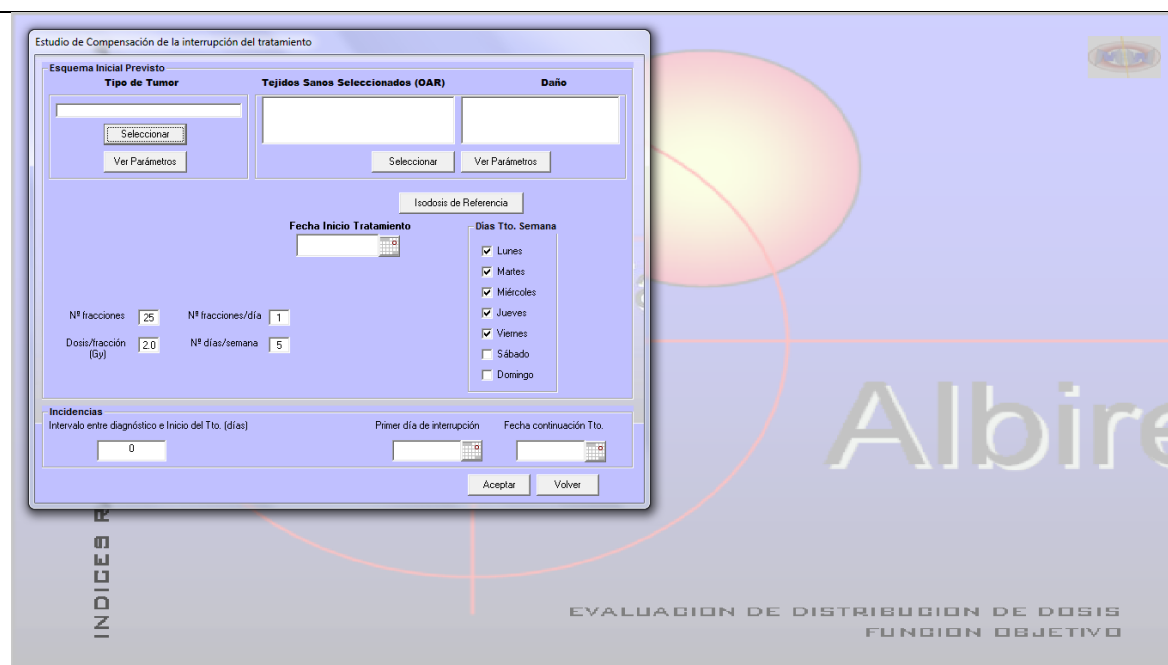 Estudio de Compensación de la interrupción del tratamiento
Esquema Inicial Previsto
Tipo de Tumor
Tejidos Sanos Seleccionados (OAR)
Daño
Seleccionar
Ver Parámetros
Seleccionar
Ver Parámetros
Isodosis de Referencia
Fecha Inicio Tratamiento
Dias Tto. Semana
Lunes
Martes
Miércoles
Jueves
Viernes
Sábado
Domingo
Nº fracciones 25 Nº fracciones/día 1
Dosis/fracción 2.0 Nº días/semana 5
(Gy)
Incidencias
Intervalo entre diagnóstico e Inicio del Tto. (días)
0
Primer día de interrupción
Fecha continuación Tto.
Aceptar
Volver
Albire
INDICES R
EVALUACION DE DISTRIBUCION DE DOSIS
FUNCION OBJETIVO